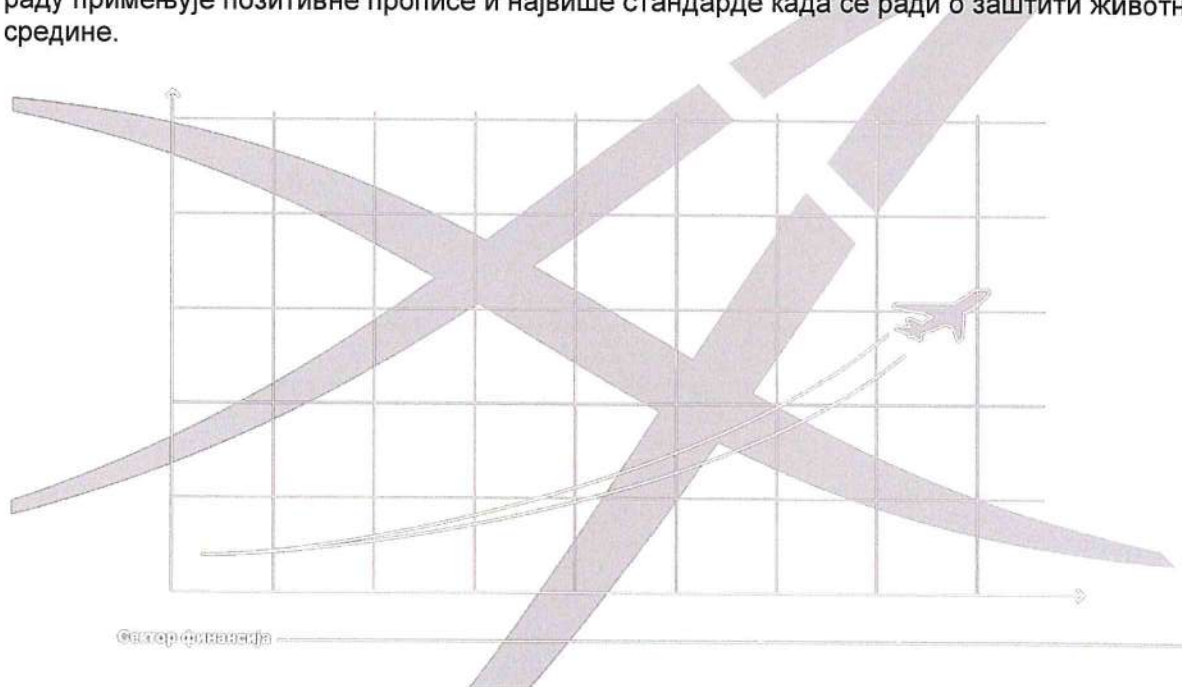 раду примењује позитивне прописе и највише стандарде када се ради о заштити животн
средине.
Сектор финансија